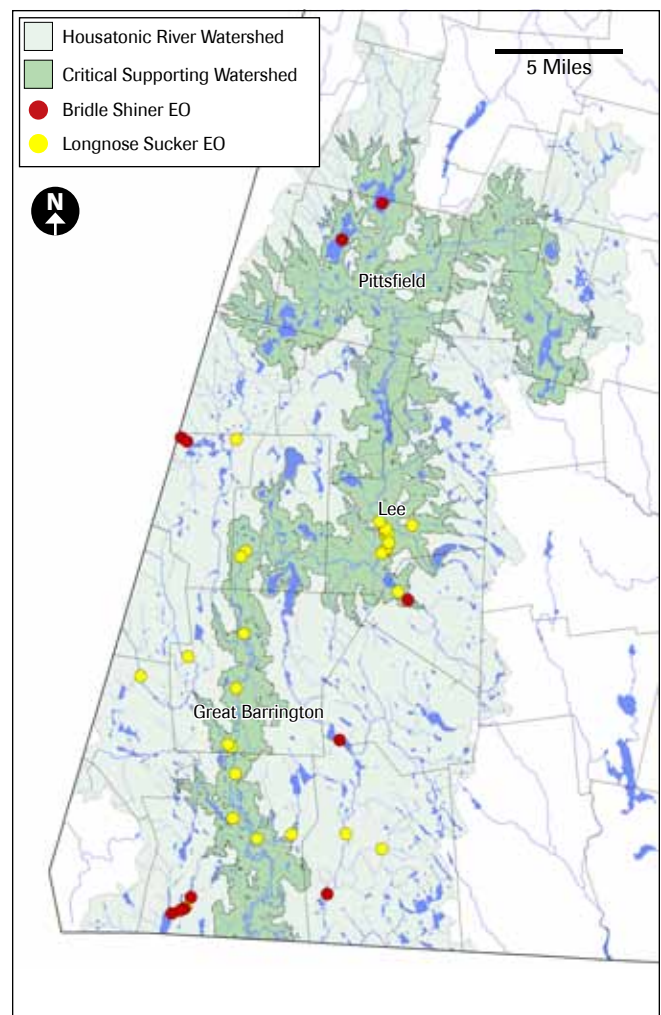 Housatonic River Watershed
Critical Supporting Watershed
Bridle Shiner EO
Longnose Sucker EO
5 Miles
N
Pittsfield
Lee
Great Barrington